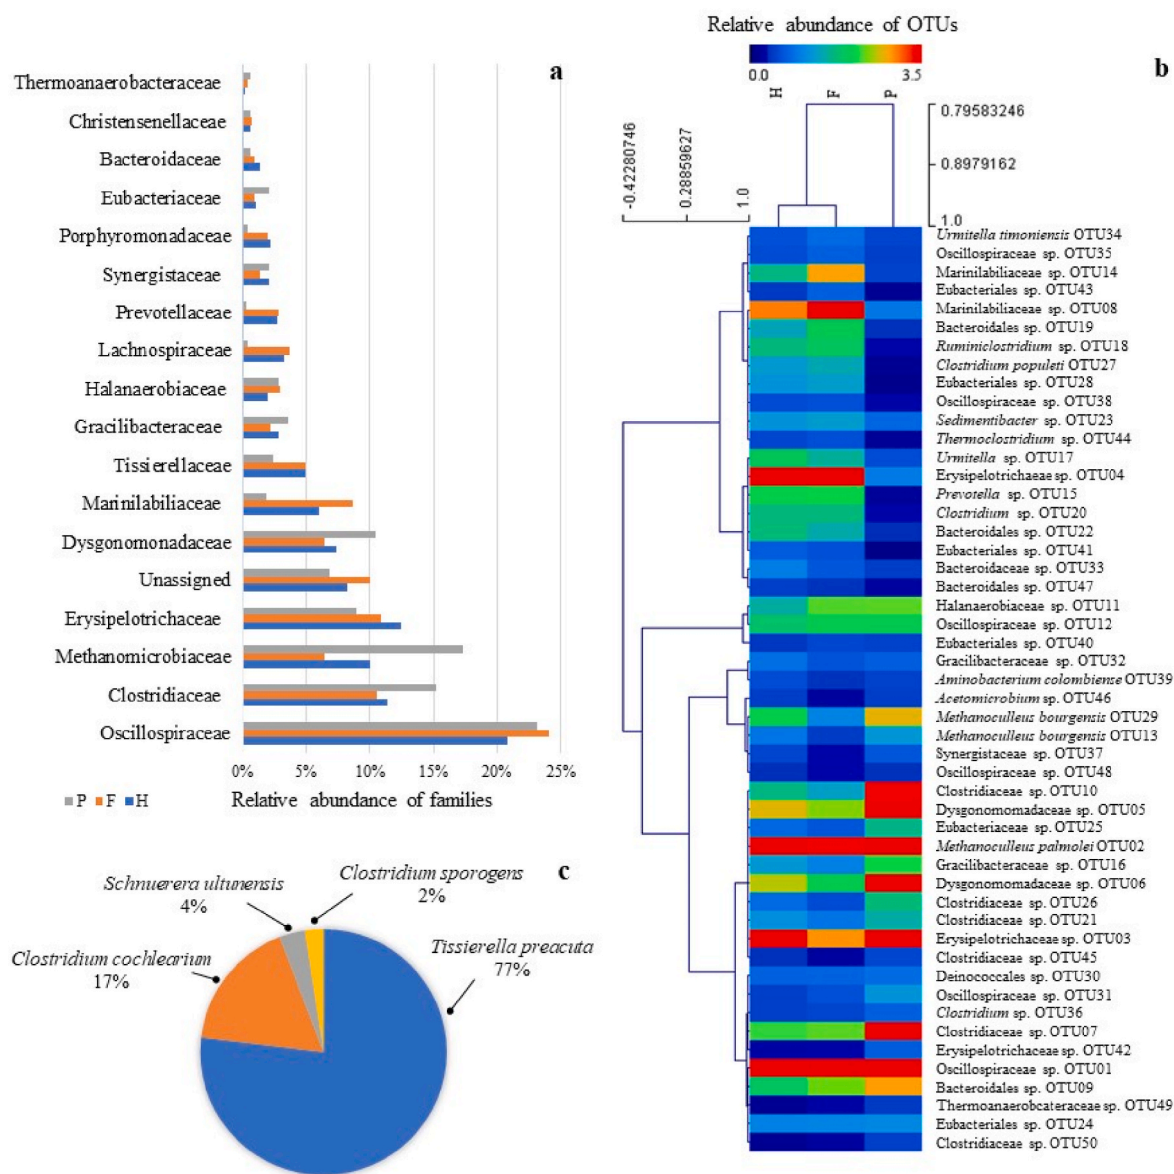 a
Thermoanaerobacteraceae
Christensenellaceae
Bacteroidaceae
Eubacteriaceae
Porphyromonadaceae
Synergistaceae
Prevotellaceae
Lachnospiraceae
Halanaerobiaceae
Gracilibacteraceae
Tissierellaceae
Marinilabiliaceae
Dysgonomonadaceae
Unassigned
Erysipelotrichaceae
Methanomicrobiaceae
Clostridiaceae
Oscillospiraceae
0% 5% 10% 15% 20% 25%
P F H Relative abundance of families
Relative abundance of OTUs
b
0.0 3.5
H F P
0.79583246
0.8979162
1.0
-0.42280746
0.28859627
1.0
Urmitella timoniensis OTU34
Oscillospiraceae sp. OTU35
Marinilabiliaceae sp. OTU14
Eubacteriales sp. OTU43
Marinilabiliaceae sp. OTU08
Bacteroidales sp. OTU19
Ruminiclostridium sp. OTU18
Clostridium populeti OTU27
Eubacteriales sp. OTU28
Oscillospiraceae sp. OTU38
Sedimentibacter sp. OTU23
Thermoclostridium sp. OTU44
Urmitella sp. OTU17
Erysipelotrichaeae sp. OTU04
Prevotella sp. OTU15
Clostridium sp. OTU20
Bacteroidales sp. OTU22
Eubacteriales sp. OTU41
Bacteroidaceae sp. OTU33
Bacteroidales sp. OTU47
Halanaerobiaceae sp. OTU11
Oscillospiraceae sp. OTU12
Eubacteriales sp. OTU40
Gracilibacteraceae sp. OTU32
Aminobacterium colombiense OTU39
Acetomicrobium sp. OTU46
Methanoculleus bourgensis OTU29
Methanoculleus bourgensis OTU13
Synergistaceae sp. OTU37
Oscillospiraceae sp. OTU48
Clostridiaceae sp. OTU10
Dysgonomomadaceae sp. OTU05
Eubacteriaceae sp. OTU25
Methanoculleus palmolei OTU02
Gracilibacteraceae sp. OTU16
Dysgonomomadaceae sp. OTU06
Clostridiaceae sp. OTU26
Clostridiaceae sp. OTU21
Erysipelotrichaceae sp. OTU03
Clostridiaceae sp. OTU45
Deinococcales sp. OTU30
Oscillospiraceae sp. OTU31
Clostridium sp. OTU36
Clostridiaceae sp. OTU07
Erysipelotrichaceae sp. OTU42
Oscillospiraceae sp. OTU01
Bacteroidales sp. OTU09
Thermoanaerobcateraceae sp. OTU49
Eubacteriales sp. OTU24
Clostridiaceae sp. OTU50
c
Schnuerera ultunensis
4%
Clostridium sporogens
2%
Clostridium cochlearium
17%
Tissierella preacuta
77%